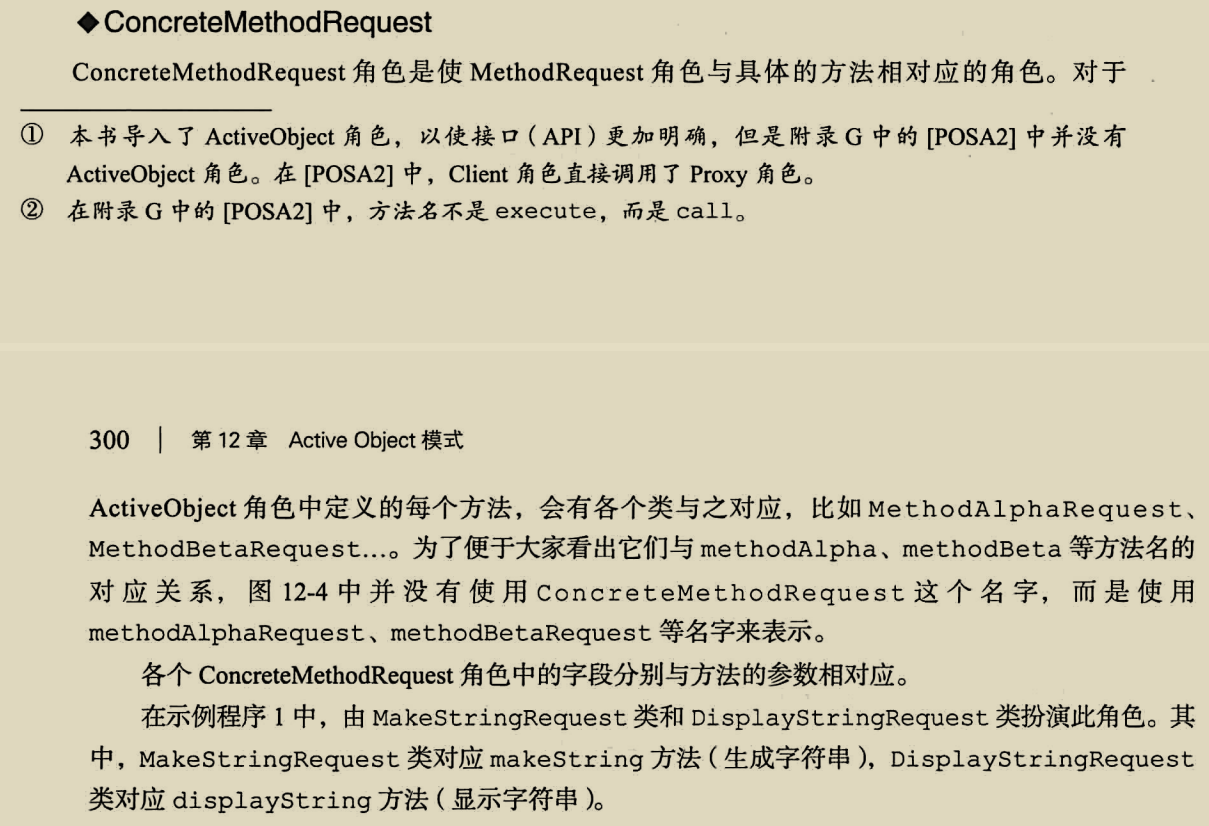 ◆ConcreteMethodRequest
ConcreteMethodRequest 角色是使 MethodRequest 角色与具体的方法相对应的角色。对于
① 本书导入了 ActiveObject 角色，以使接口（API）更加明确，但是附录 G 中的 [POSA2] 中并没有
ActiveObject 角色。在 [POSA2] 中，Client 角色直接调用了 Proxy 角色。
② 在附录 G 中的 [POSA2] 中，方法名不是 execute，而是 call。
300 | 第 12 章 Active Object 模式
ActiveObject 角色中定义的每个方法，会有各个类与之对应，比如 MethodAlphaRequest、
MethodBetaRequest…。为了便于大家看出它们与 methodAlpha、methodBeta 等方法名的
对应关系，图 12-4 中并没有使用 ConcreteMethodRequest 这个名字，而是使用
methodAlphaRequest、methodBetaRequest 等名字来表示。
各个 ConcreteMethodRequest 角色中的字段分别与方法的参数相对应。
在示例程序 1 中，由 MakeStringRequest 类和 DisplayStringRequest 类扮演此角色。其
中，MakeStringRequest 类对应 makeString 方法（生成字符串），DisplayStringRequest
类对应 displayString 方法（显示字符串）。